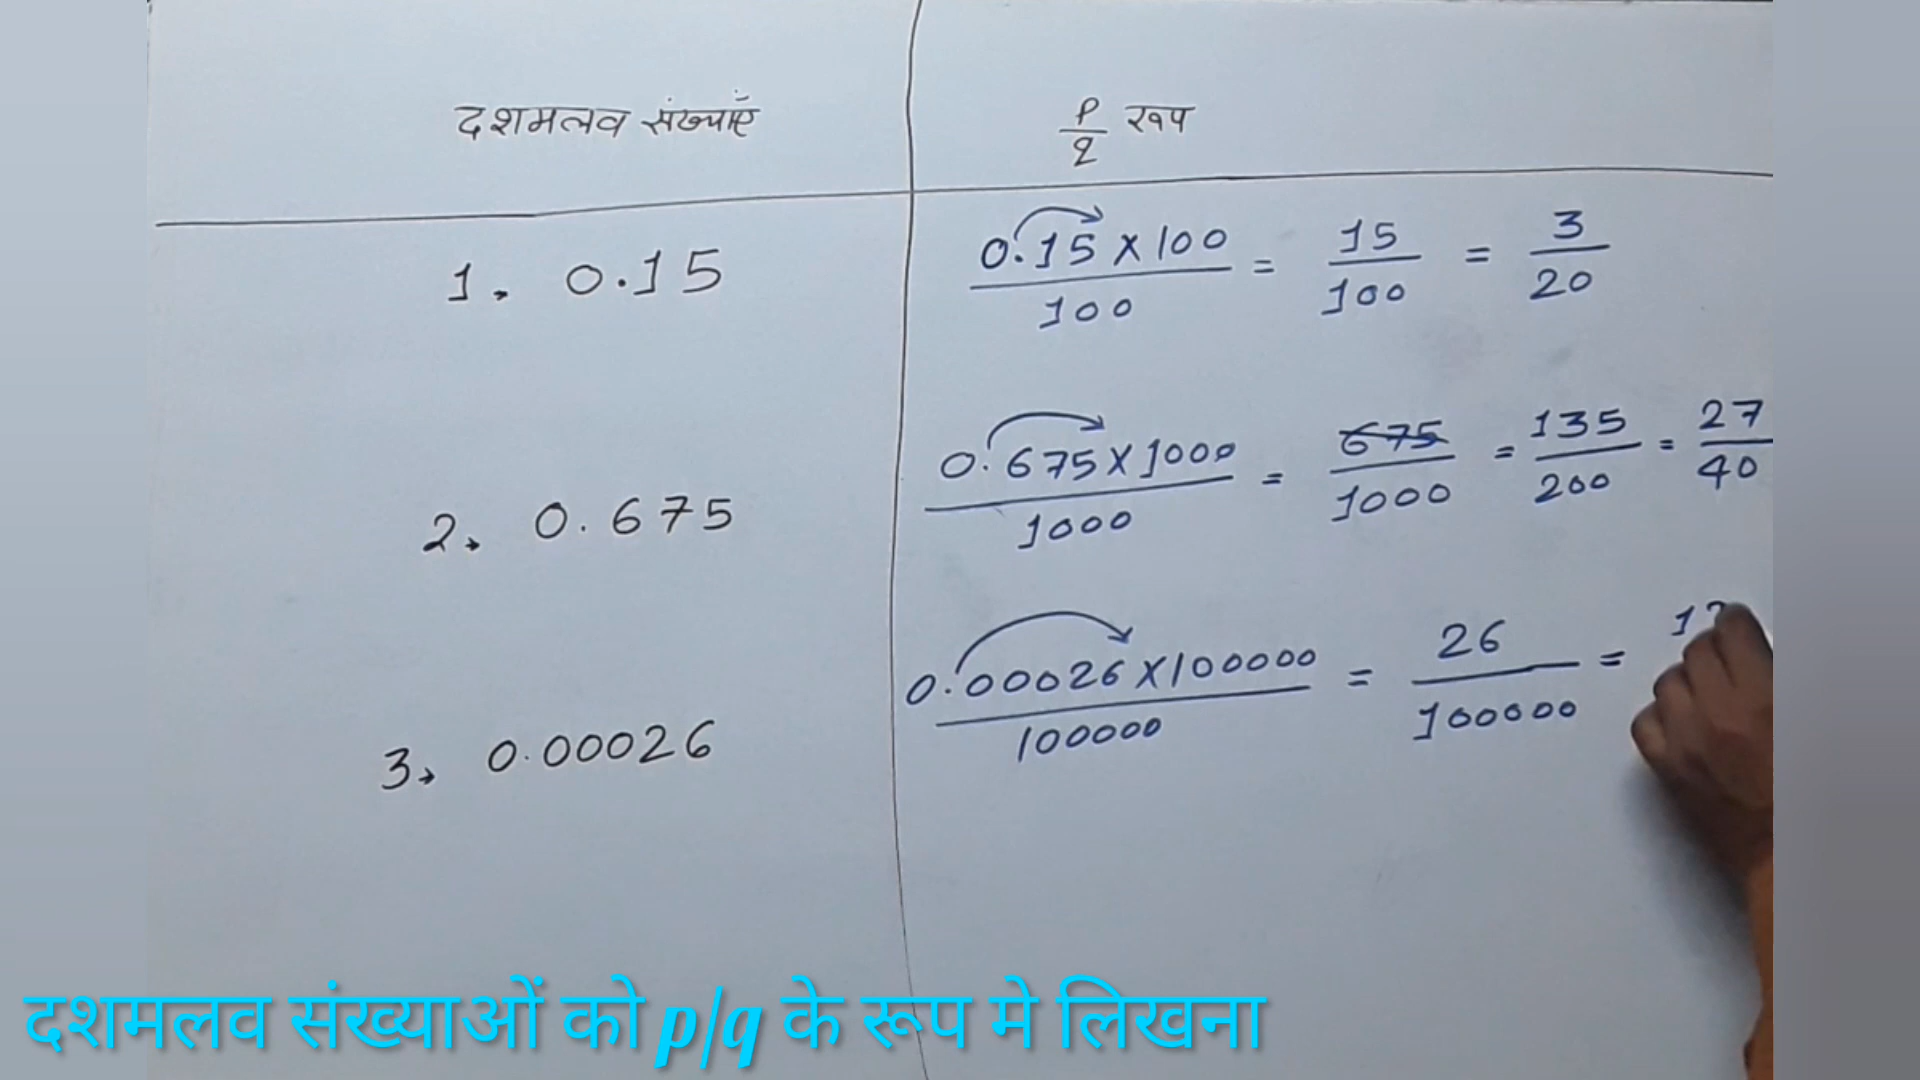 दशमलव संख्याएँ
p/q रूप
1. 0.15
0.15 × 100 / 100 = 15/100 = 3/20
2. 0.675
0.675 × 1000 / 1000 = 675/1000 = 135/200 = 27/40
3. 0.00026
0.00026 × 100000 / 100000 = 26/100000 =
दशमलव संख्याओं को p/q के रूप मे लिखना